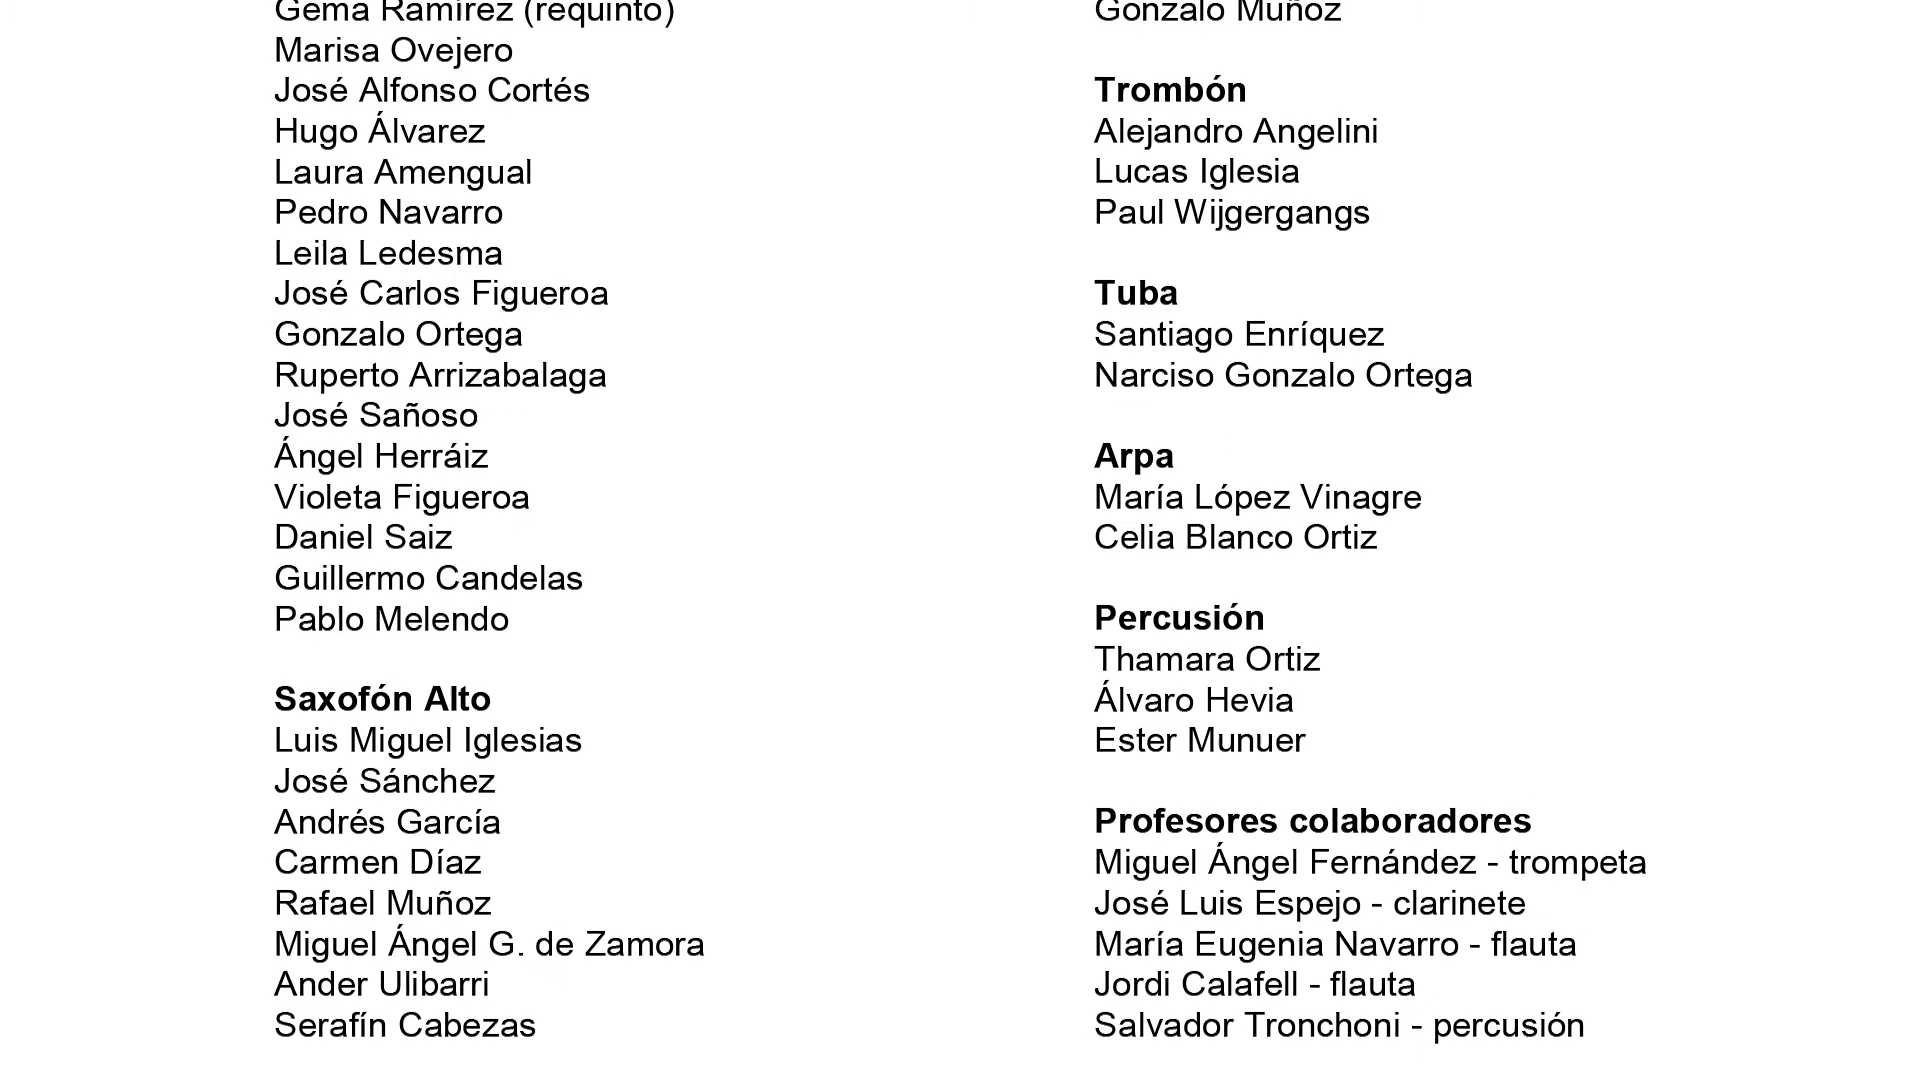 Gema Ramírez (requinto)
Marisa Ovejero
José Alfonso Cortés
Hugo Álvarez
Laura Amengual
Pedro Navarro
Leila Ledesma
José Carlos Figueroa
Gonzalo Ortega
Ruperto Arrizabalaga
José Sañoso
Ángel Herráiz
Violeta Figueroa
Daniel Saiz
Guillermo Candelas
Pablo Melendo
Saxofón Alto
Luis Miguel Iglesias
José Sánchez
Andrés García
Carmen Díaz
Rafael Muñoz
Miguel Ángel G. de Zamora
Ander Ulibarri
Serafín Cabezas
Gonzalo Muñoz
Trombón
Alejandro Angelini
Lucas Iglesia
Paul Wijgergangs
Tuba
Santiago Enríquez
Narciso Gonzalo Ortega
Arpa
María López Vinagre
Celia Blanco Ortiz
Percusión
Thamara Ortiz
Álvaro Hevia
Ester Munuer
Profesores colaboradores
Miguel Ángel Fernández - trompeta
José Luis Espejo - clarinete
María Eugenia Navarro - flauta
Jordi Calafell - flauta
Salvador Tronchoni - percusión